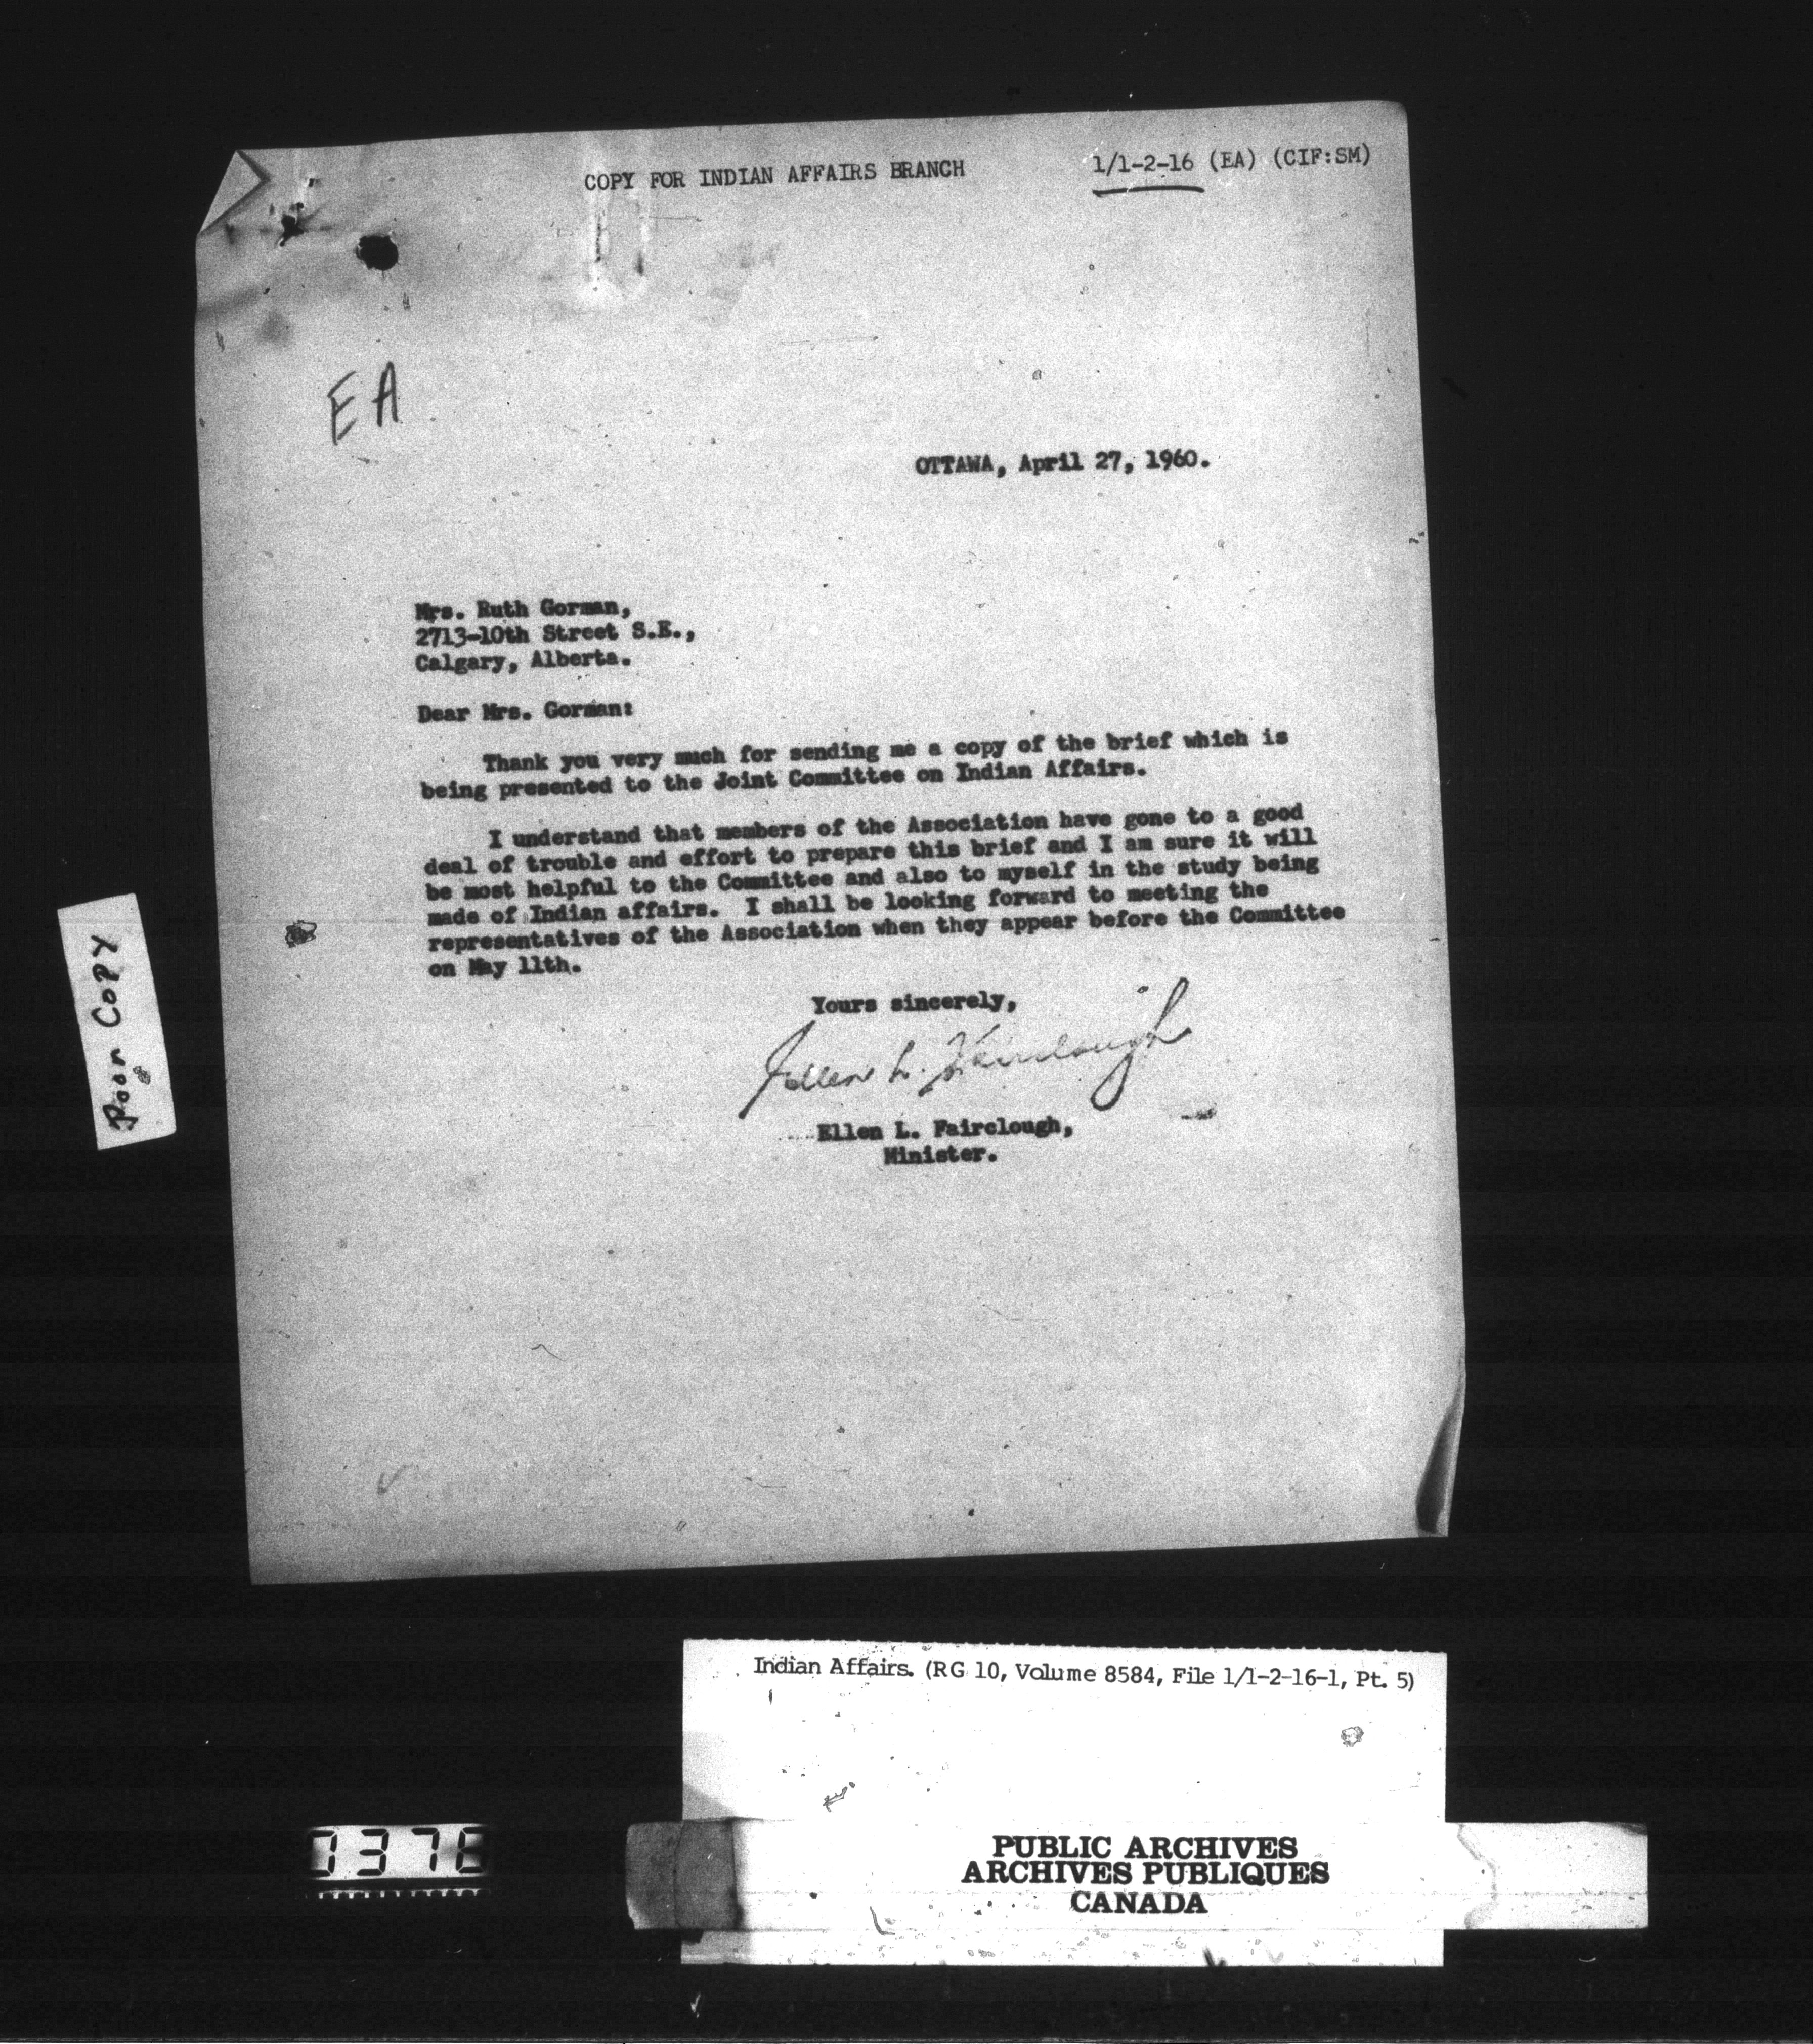 COPY FOR INDIAN AFFAIRS BRANCH
1/1-2-16 (EA) (CIF:SM)
EA
OTTAWA, April 27, 1960.
Mrs. Ruth Gorman,
2713-10th Street S.E.,
Calgary, Alberta.
Dear Mrs. Gorman:
Thank you very much for sending me a copy of the brief which is
being presented to the Joint Committee on Indian Affairs.
I understand that members of the Association have gone to a good
deal of trouble and effort to prepare this brief and I am sure it will
be most helpful to the Committee and also to myself in the study being
made of Indian affairs. I shall be looking forward to meeting the
representatives of the Association when they appear before the Committee
on May 11th.
Yours sincerely,
Ellen L. Fairclough
Ellen L. Fairclough,
Minister.
Poor Copy
Indian Affairs. (RG 10, Volume 8584, File 1/1-2-16-1, Pt. 5)
PUBLIC ARCHIVES
ARCHIVES PUBLIQUES
CANADA